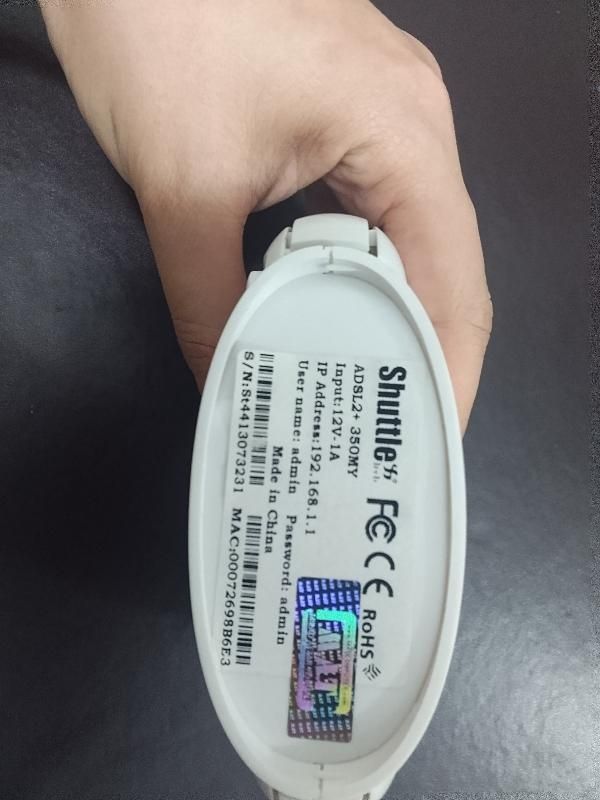 Shuttle
FC CE RoHS
ADSL2+ 350MY
Input:12V-1A
IP Address:192.168.1.1
User name: admin Password: admin
Made in China
S/N:St4413073231 MAC:00072698B6E3